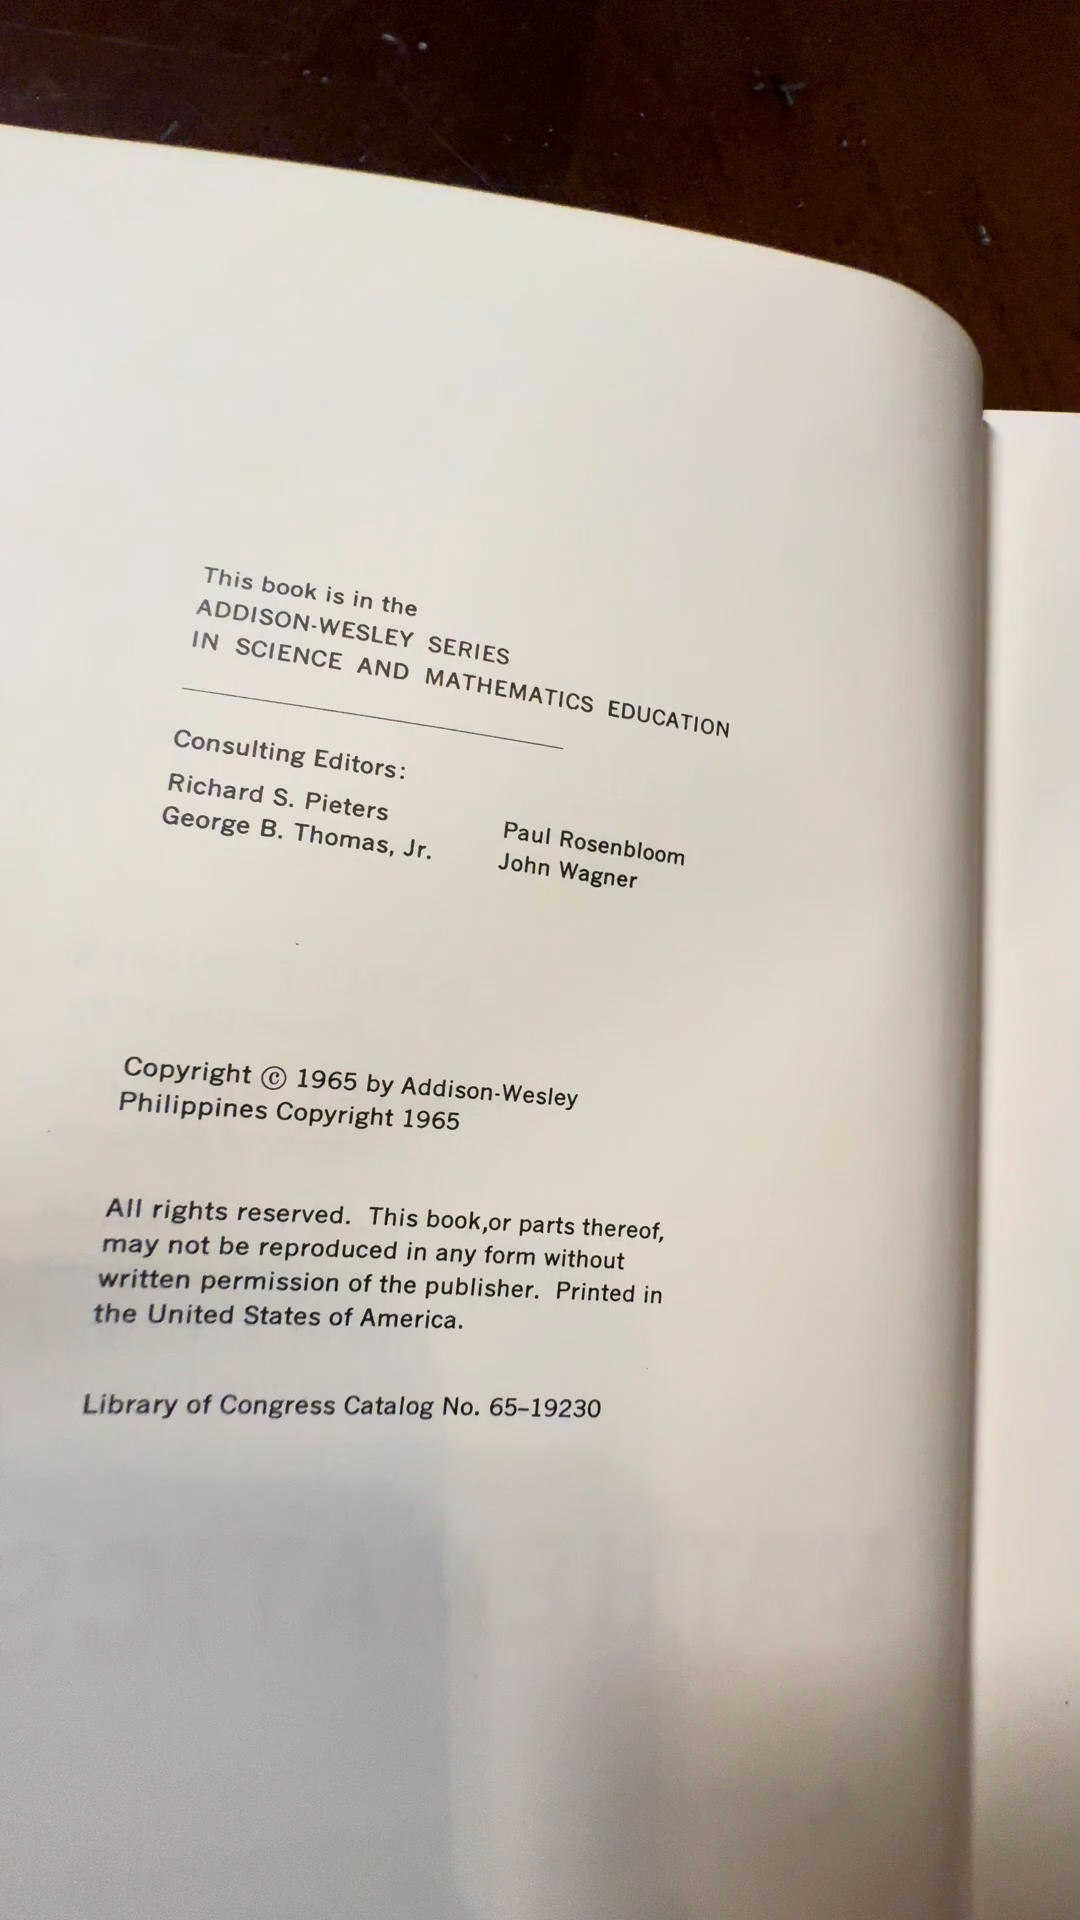 This book is in the
ADDISON-WESLEY SERIES
IN SCIENCE AND MATHEMATICS EDUCATION
Consulting Editors:
Richard S. Pieters
George B. Thomas, Jr.
Paul Rosenbloom
John Wagner
Copyright © 1965 by Addison-Wesley
Philippines Copyright 1965
All rights reserved. This book,or parts thereof,
may not be reproduced in any form without
written permission of the publisher. Printed in
the United States of America.
Library of Congress Catalog No. 65–19230